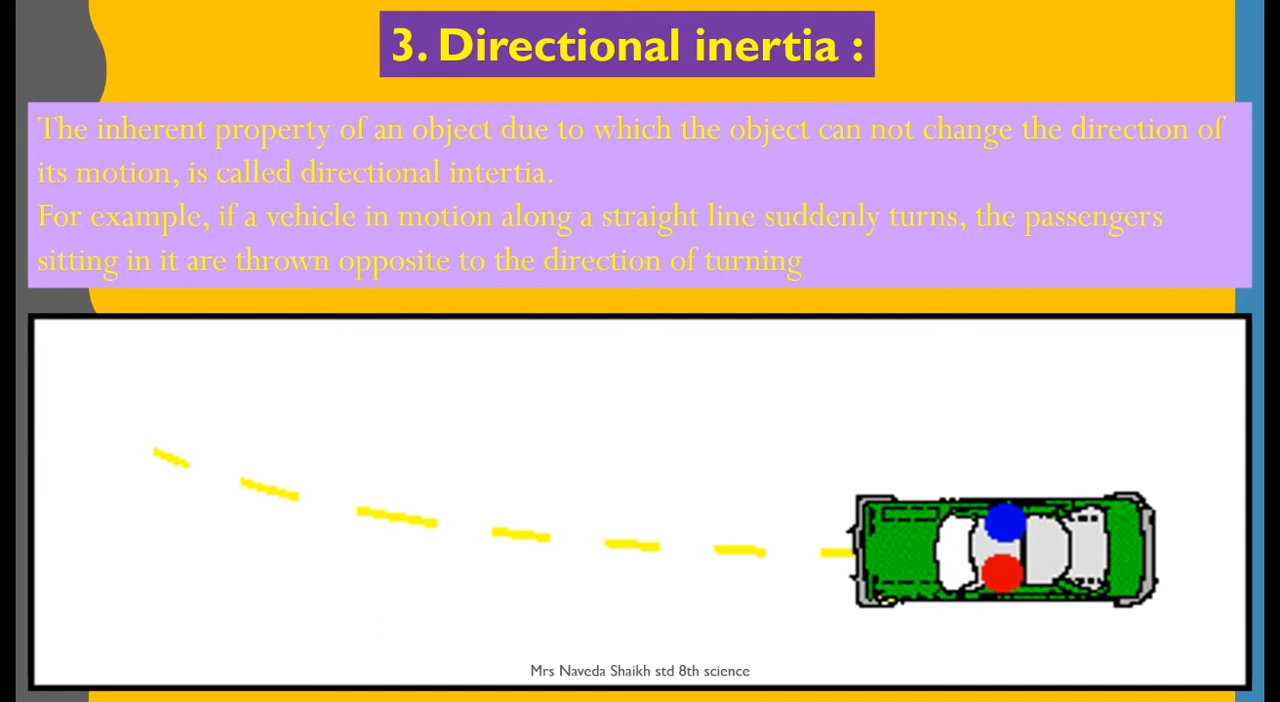 3. Directional inertia :
The inherent property of an object due to which the object can not change the direction of
its motion, is called directional intertia.
For example, if a vehicle in motion along a straight line suddenly turns, the passengers
sitting in it are thrown opposite to the direction of turning
Mrs Naveda Shaikh std 8th science